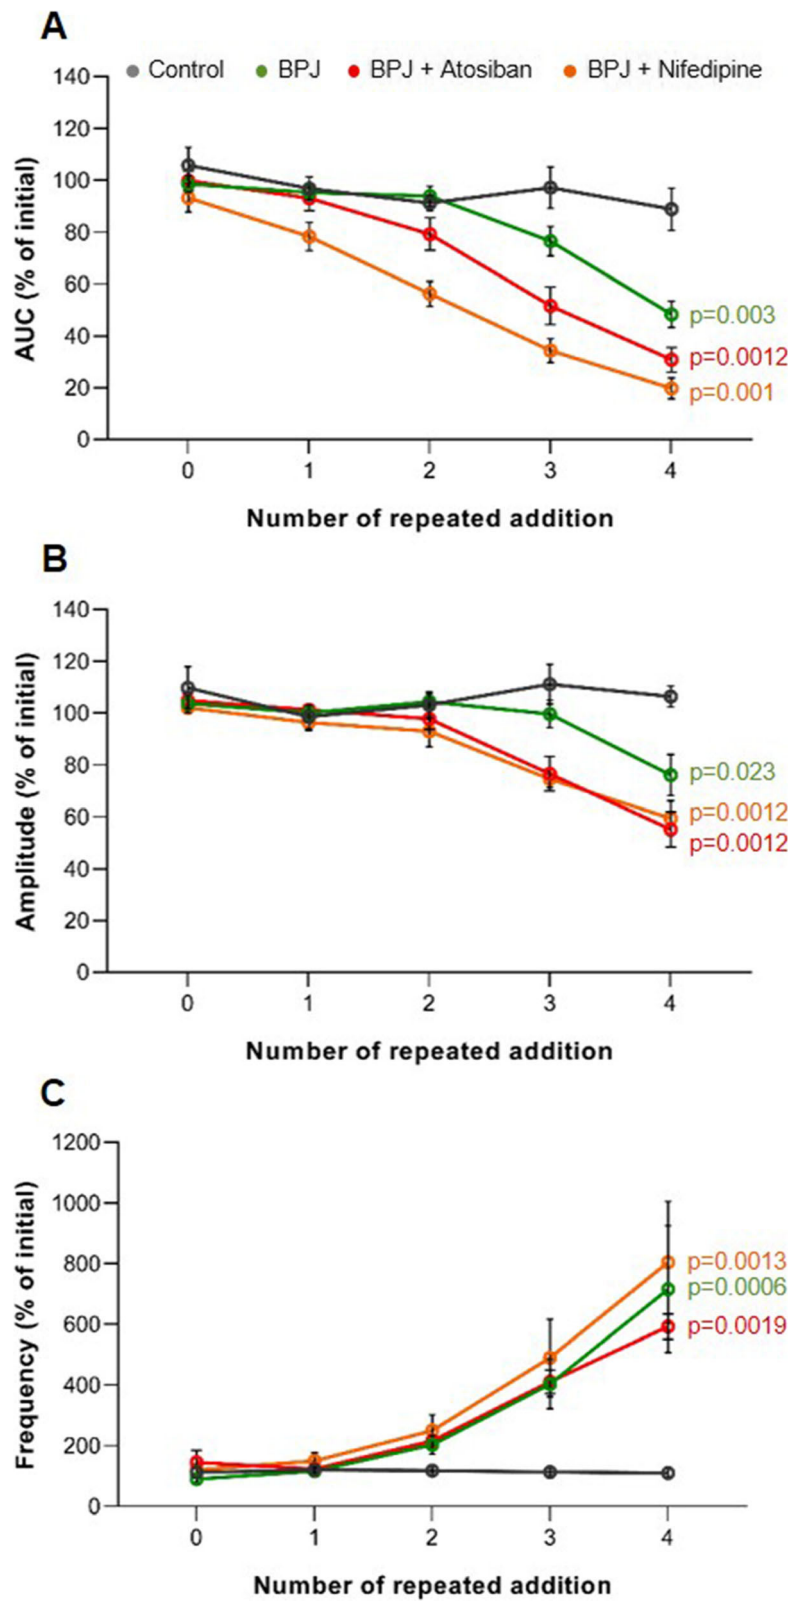 A
Control BPJ BPJ + Atosiban BPJ + Nifedipine
140
120
100
80
60
40
20
0
AUC (% of initial)
p=0.003
p=0.0012
p=0.001
0 1 2 3 4
Number of repeated addition
B
140
120
100
80
60
40
20
0
Amplitude (% of initial)
p=0.023
p=0.0012
p=0.0012
0 1 2 3 4
Number of repeated addition
C
1200
1000
800
600
400
200
0
Frequency (% of initial)
p=0.0013
p=0.0006
p=0.0019
0 1 2 3 4
Number of repeated addition